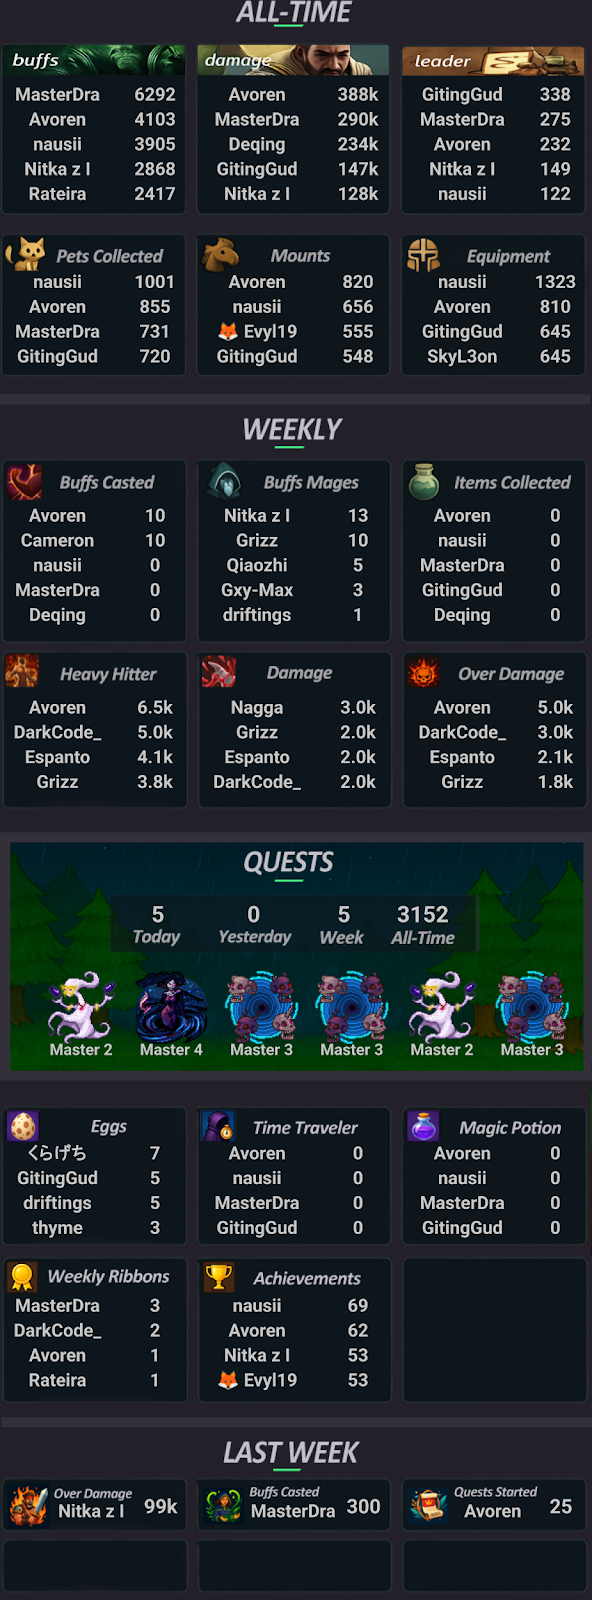 ALL-TIME
buffs
MasterDra 6292
Avoren 4103
nausii 3905
Nitka z I 2868
Rateira 2417
damage
Avoren 388k
MasterDra 290k
Deqing 234k
GitingGud 147k
Nitka z I 128k
leader
GitingGud 338
MasterDra 275
Avoren 232
Nitka z I 149
nausii 122
Pets Collected
nausii 1001
Avoren 855
MasterDra 731
GitingGud 720
Mounts
Avoren 820
nausii 656
🦊 Evyl19 555
GitingGud 548
Equipment
nausii 1323
Avoren 810
GitingGud 645
SkyL3on 645
WEEKLY
Buffs Casted
Avoren 10
Cameron 10
nausii 0
MasterDra 0
Deqing 0
Buffs Mages
Nitka z I 13
Grizz 10
Qiaozhi 5
Gxy-Max 3
driftings 1
Items Collected
Avoren 0
nausii 0
MasterDra 0
GitingGud 0
Deqing 0
Heavy Hitter
Avoren 6.5k
DarkCode_ 5.0k
Espanto 4.1k
Grizz 3.8k
Damage
Nagga 3.0k
Grizz 2.0k
Espanto 2.0k
DarkCode_ 2.0k
Over Damage
Avoren 5.0k
DarkCode_ 3.0k
Espanto 2.1k
Grizz 1.8k
QUESTS
5 0 5 3152
Today Yesterday Week All-Time
Master 2 Master 4 Master 3 Master 3 Master 2 Master 3
Eggs
くらげち 7
GitingGud 5
driftings 5
thyme 3
Time Traveler
Avoren 0
nausii 0
MasterDra 0
GitingGud 0
Magic Potion
Avoren 0
nausii 0
MasterDra 0
GitingGud 0
Weekly Ribbons
MasterDra 3
DarkCode_ 2
Avoren 1
Rateira 1
Achievements
nausii 69
Avoren 62
Nitka z I 53
🦊 Evyl19 53
LAST WEEK
Over Damage
Nitka z I 99k
Buffs Casted
MasterDra 300
Quests Started
Avoren 25